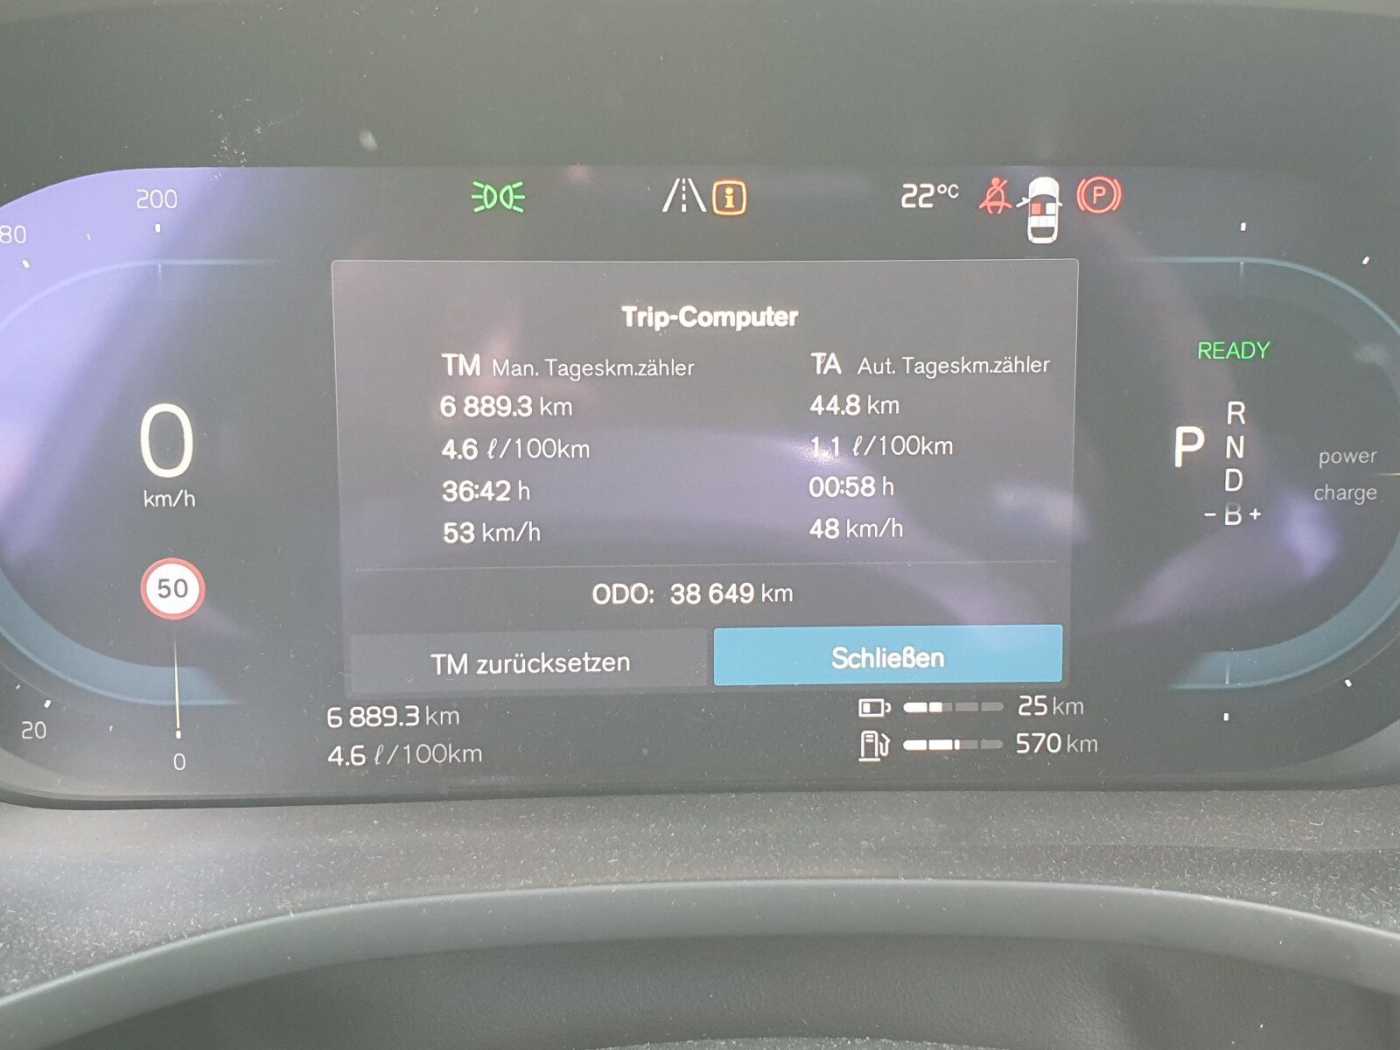 200
22°C
80
Trip-Computer
TM Man. Tageskm.zähler
TA Aut. Tageskm.zähler
6 889.3 km
44.8 km
4.6 ℓ/100km
1.1 ℓ/100km
36:42 h
00:58 h
53 km/h
48 km/h
ODO: 38 649 km
TM zurücksetzen
Schließen
0
km/h
50
READY
P
R
N
D
- B +
power
charge
6 889.3 km
25 km
4.6 ℓ/100km
570 km
20
0